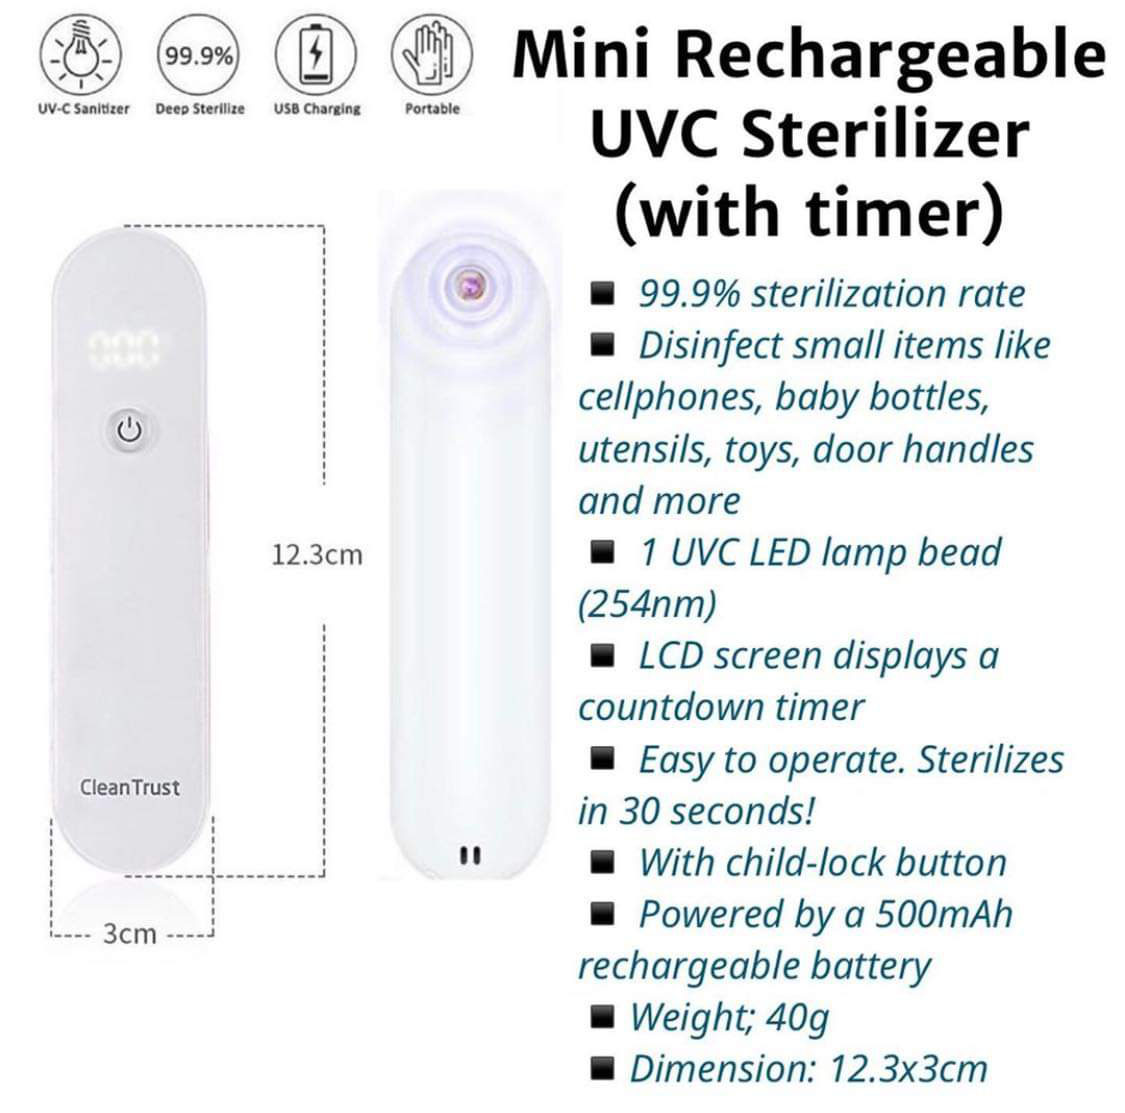 99.9%
UV-C Sanitizer
Deep Sterilize
USB Charging
Portable
Mini Rechargeable
UVC Sterilizer
(with timer)
000
CleanTrust
12.3cm
3cm
▪ 99.9% sterilization rate
▪ Disinfect small items like
cellphones, baby bottles,
utensils, toys, door handles
and more
▪ 1 UVC LED lamp bead
(254nm)
▪ LCD screen displays a
countdown timer
▪ Easy to operate. Sterilizes
in 30 seconds!
▪ With child-lock button
▪ Powered by a 500mAh
rechargeable battery
▪ Weight; 40g
▪ Dimension: 12.3x3cm